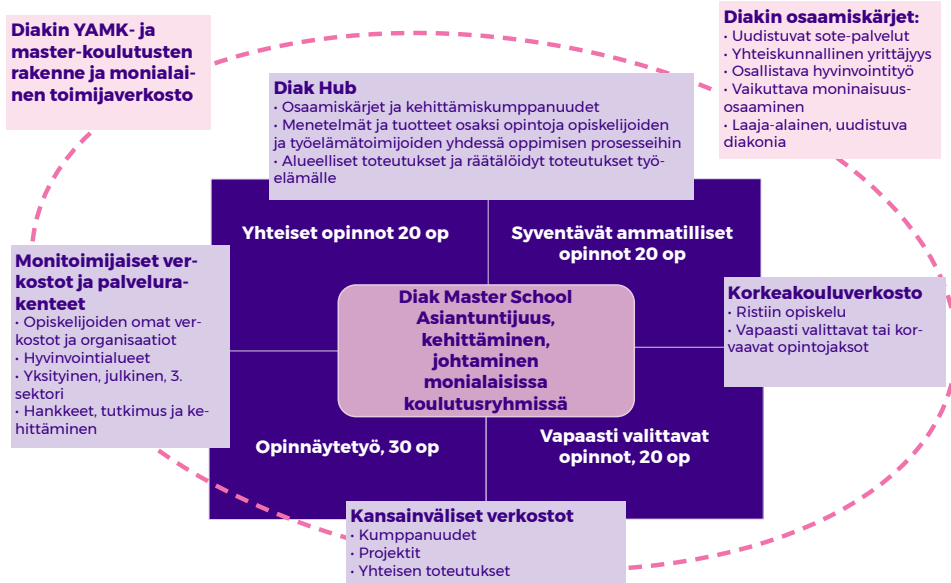 Diakin YAMK- ja
master-koulutusten
rakenne ja monialai-
nen toimijaverkosto
Diakin osaamiskärjet:
• Uudistuvat sote-palvelut
• Yhteiskunnallinen yrittäjyys
• Osallistava hyvinvointityö
• Vaikuttava moninaisuus-
osaaminen
• Laaja-alainen, uudistuva
diakonia
Diak Hub
• Osaamiskärjet ja kehittämiskumppanuudet
• Menetelmät ja tuotteet osaksi opintoja opiskelijoiden
ja työelämätoimijoiden yhdessä oppimisen prosesseihin
• Alueelliset toteutukset ja räätälöidyt toteutukset työ-
elämälle
Yhteiset opinnot 20 op
Syventävät ammatilliset
opinnot 20 op
Monitoimijaiset ver-
kostot ja palvelura-
kenteet
• Opiskelijoiden omat ver-
kostot ja organisaatiot
• Hyvinvointialueet
• Yksityinen, julkinen, 3.
sektori
• Hankkeet, tutkimus ja ke-
hittäminen
Diak Master School
Asiantuntijuus,
kehittäminen,
johtaminen
monialaisissa
koulutusryhmissä
Korkeakouluverkosto
• Ristiin opiskelu
• Vapaasti valittavat tai kor-
vaavat opintojaksot
Opinnäytetyö, 30 op
Vapaasti valittavat
opinnot, 20 op
Kansainväliset verkostot
• Kumppanuudet
• Projektit
• Yhteisen toteutukset